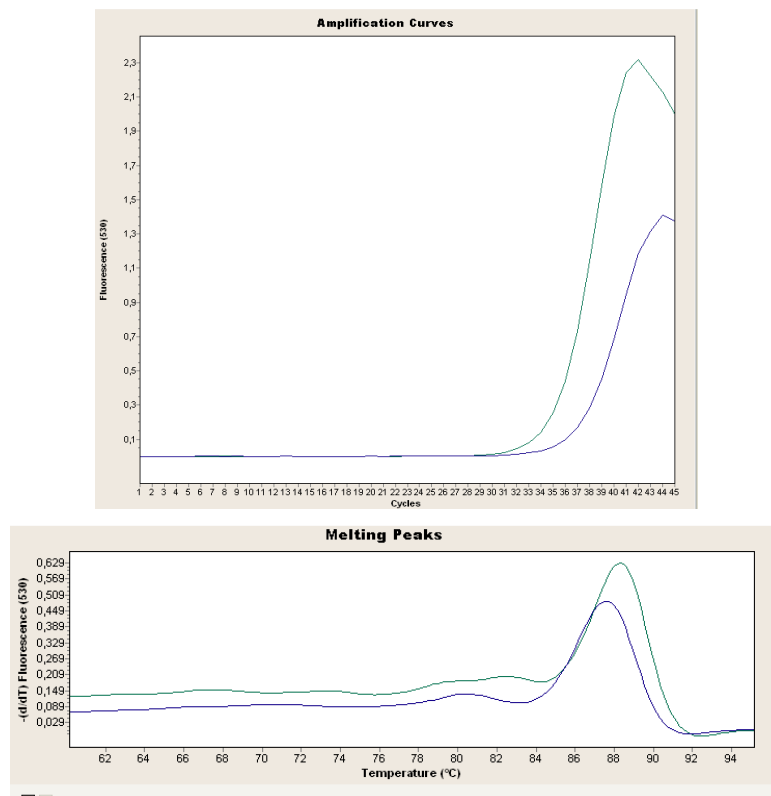 Amplification Curves
2,3
2,1
1,9
1,7
1,5
1,3
1,1
0,9
0,7
0,5
0,3
0,1
Fluorescence (530)
1 2 3 4 5 6 7 8 9 10 11 12 13 14 15 16 17 18 19 20 21 22 23 24 25 26 27 28 29 30 31 32 33 34 35 36 37 38 39 40 41 42 43 44 45
Cycles
Melting Peaks
0,629
0,569
0,509
0,449
0,389
0,329
0,269
0,209
0,149
0,089
0,029
-(d/dT) Fluorescence (530)
62 64 66 68 70 72 74 76 78 80 82 84 86 88 90 92 94
Temperature (°C)